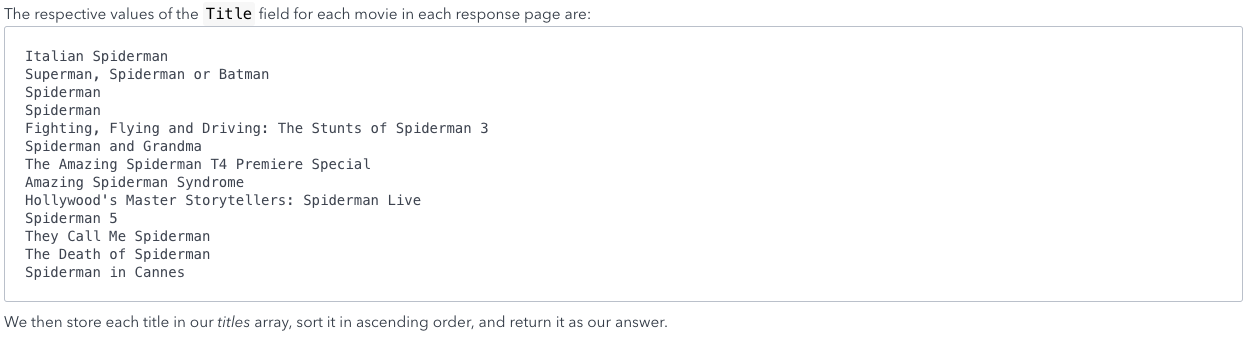 The respective values of the Title field for each movie in each response page are:
Italian Spiderman
Superman, Spiderman or Batman
Spiderman
Spiderman
Fighting, Flying and Driving: The Stunts of Spiderman 3
Spiderman and Grandma
The Amazing Spiderman T4 Premiere Special
Amazing Spiderman Syndrome
Hollywood's Master Storytellers: Spiderman Live
Spiderman 5
They Call Me Spiderman
The Death of Spiderman
Spiderman in Cannes
We then store each title in our titles array, sort it in ascending order, and return it as our answer.